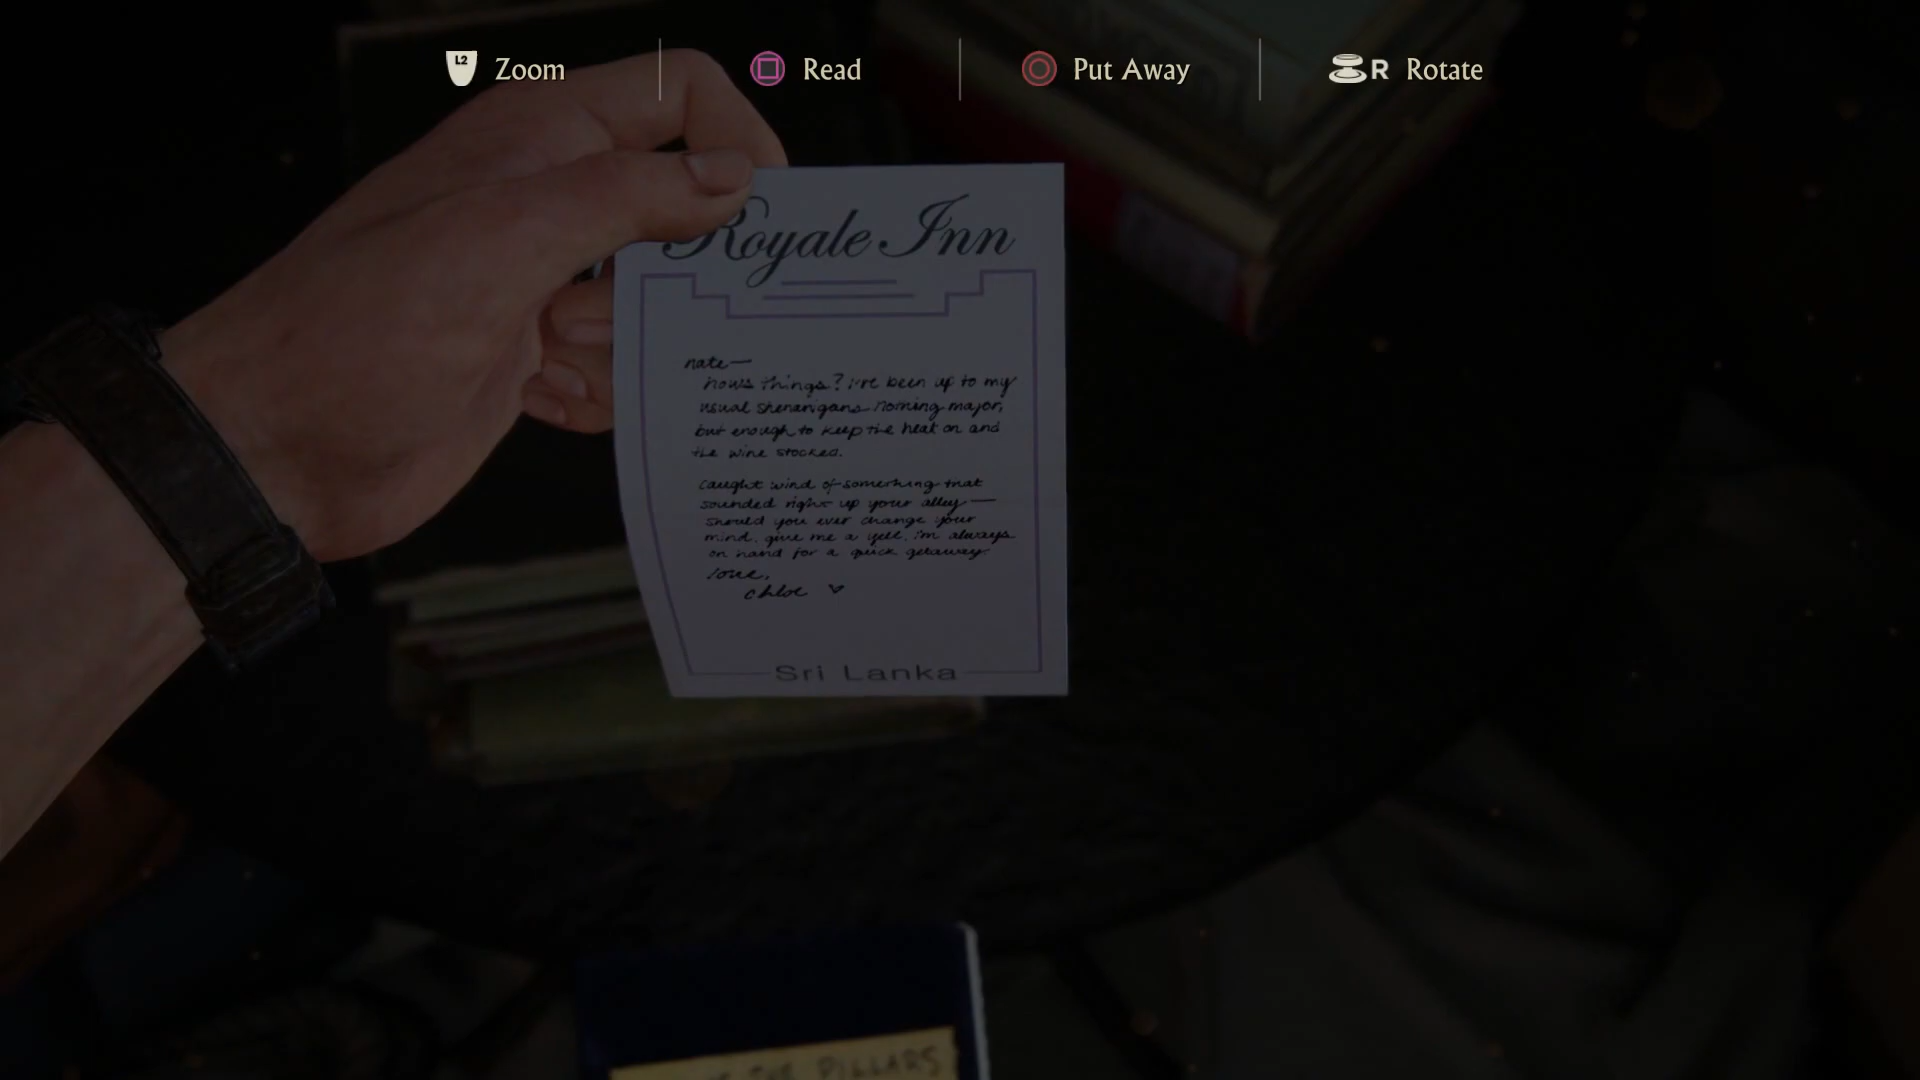 L2 Zoom
Read
Put Away
R Rotate
Royale Inn
nate—
hows things? I've been up to my
usual shenanigans. Nothing major,
but enough to keep the heat on and
the wine stocked.
caught wind of something that
sounded right up your alley—
should you ever change your
mind, give me a yell. i'm always
on hand for a quick getaway.
love,
chloe
Sri Lanka
PILLARS